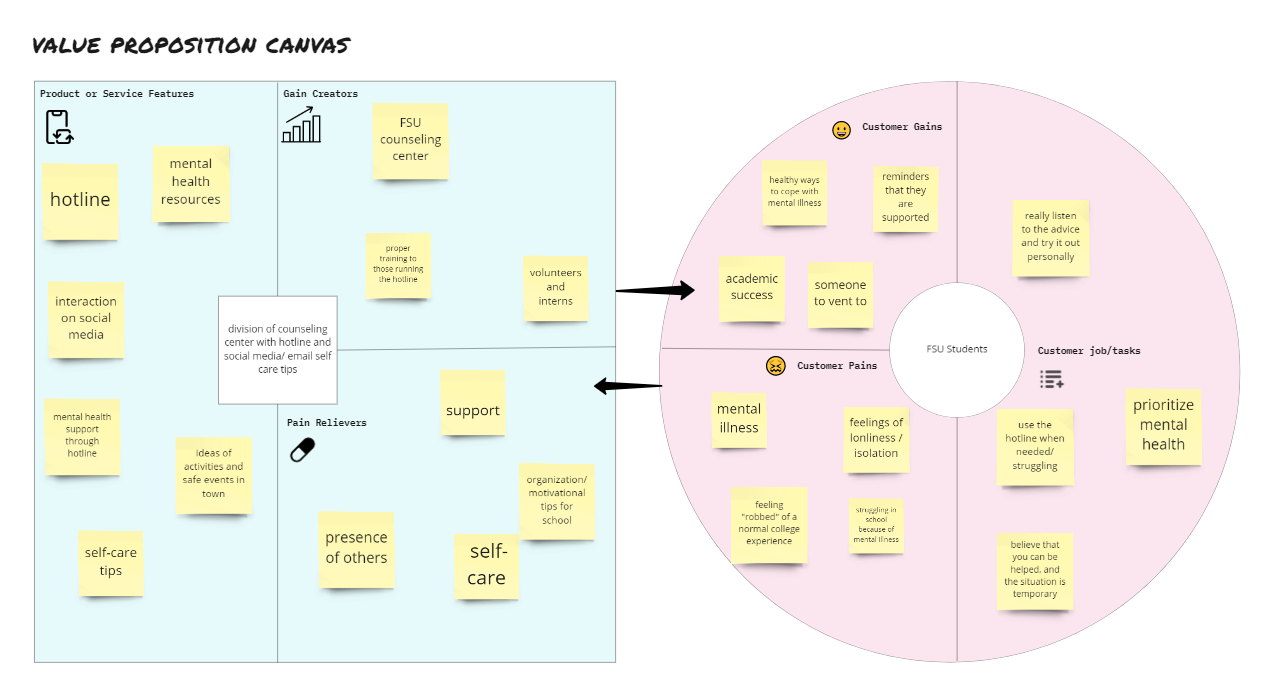 VALUE PROPOSITION CANVAS
Product or Service Features
hotline
mental
health
resources
interaction
on social
media
mental health
support
through
hotline
ideas of
activities and
safe events in
town
self-care
tips
division of counseling
center with hotline and
social media/ email self
care tips
Gain Creators
FSU
counseling
center
proper
training to
those running
the hotline
volunteers
and
interns
Pain Relievers
support
organization/
motivational
tips for
school
presence
of others
self-
care
Customer Gains
healthy ways
to cope with
mental illness
reminders
that they
are
supported
academic
success
someone
to vent to
Customer Pains
mental
illness
feelings of
lonliness /
isolation
feeling
"robbed" of a
normal college
experience
struggling in
school
because of
mental illness
FSU Students
really listen
to the advice
and try it out
personally
Customer job/tasks
prioritize
mental
health
use the
hotline when
needed/
struggling
believe that
you can be
helped, and
the situation is
temporary